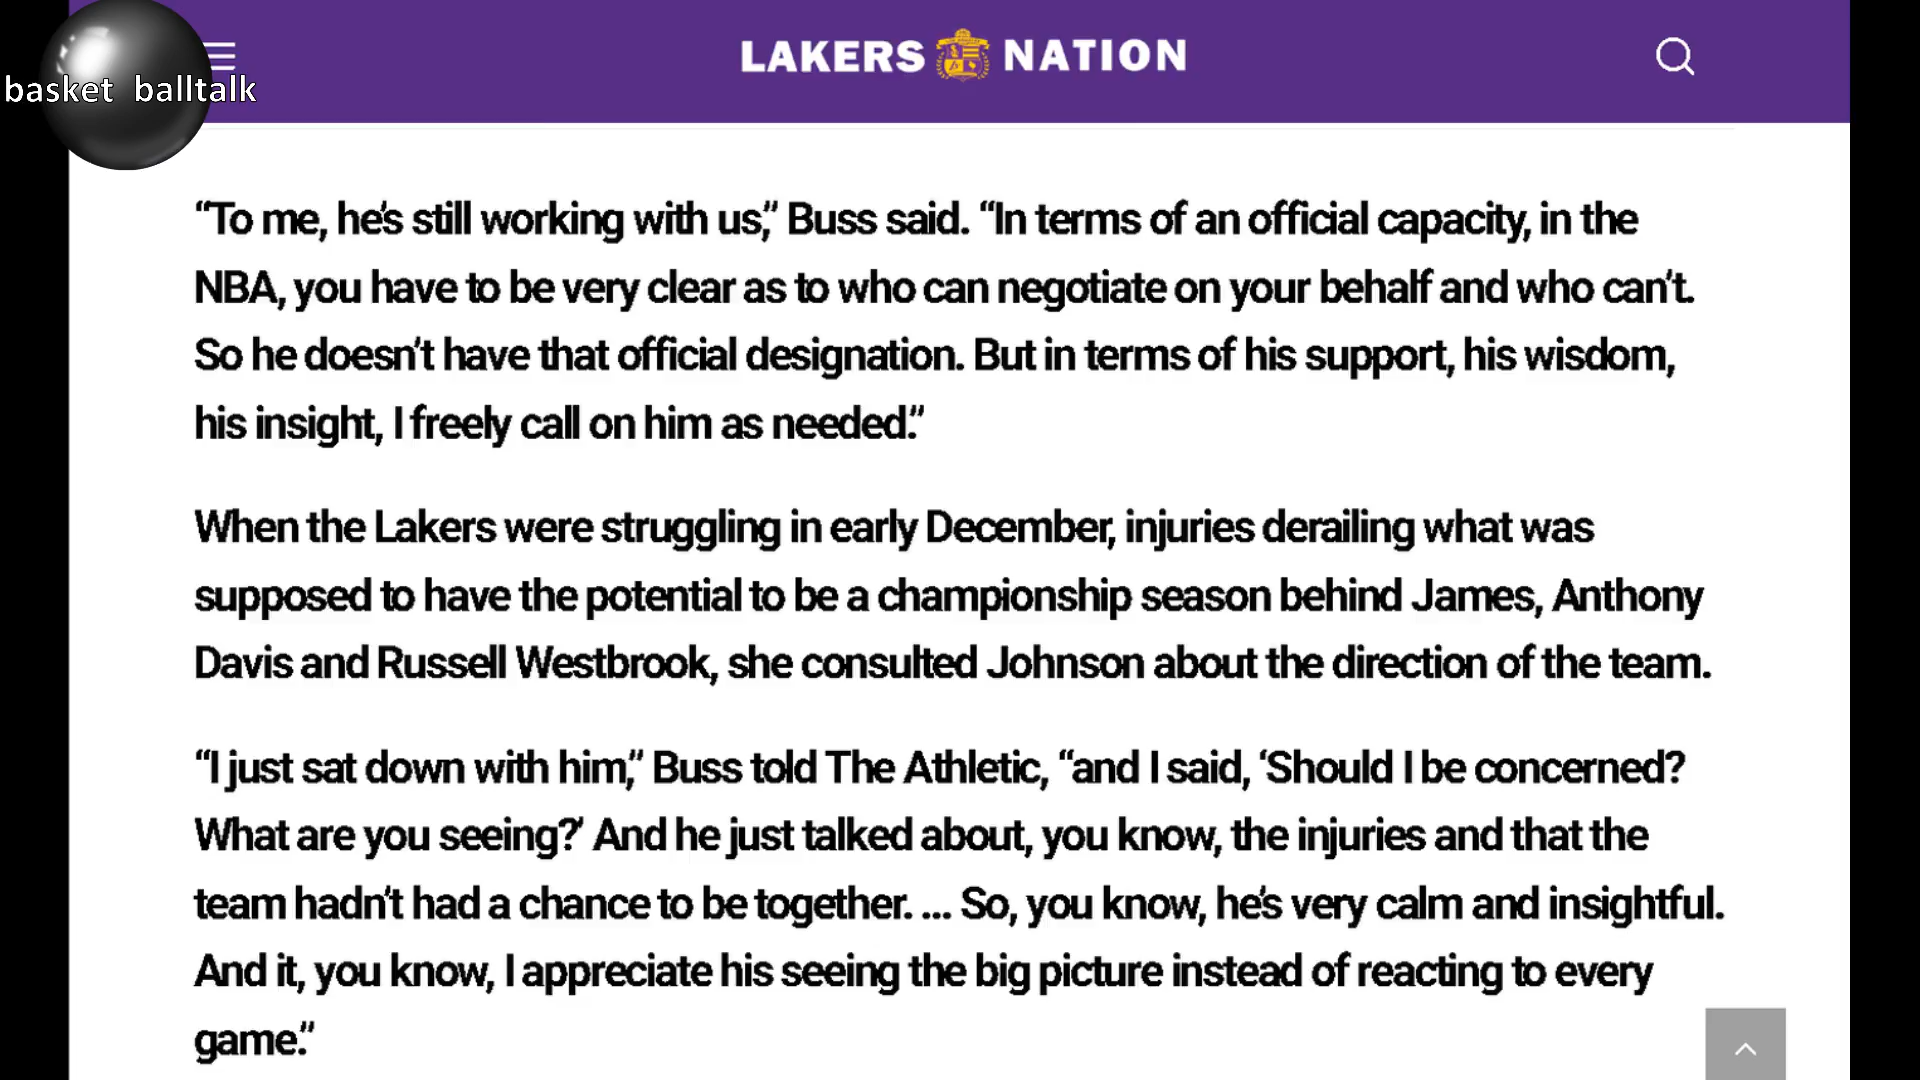 LAKERS NATION
basket balltalk
“To me, he’s still working with us,” Buss said. “In terms of an official capacity, in the
NBA, you have to be very clear as to who can negotiate on your behalf and who can’t.
So he doesn’t have that official designation. But in terms of his support, his wisdom,
his insight, I freely call on him as needed.”
When the Lakers were struggling in early December, injuries derailing what was
supposed to have the potential to be a championship season behind James, Anthony
Davis and Russell Westbrook, she consulted Johnson about the direction of the team.
“I just sat down with him,” Buss told The Athletic, “and I said, ‘Should I be concerned?
What are you seeing?’ And he just talked about, you know, the injuries and that the
team hadn’t had a chance to be together. ... So, you know, he’s very calm and insightful.
And it, you know, I appreciate his seeing the big picture instead of reacting to every
game.”